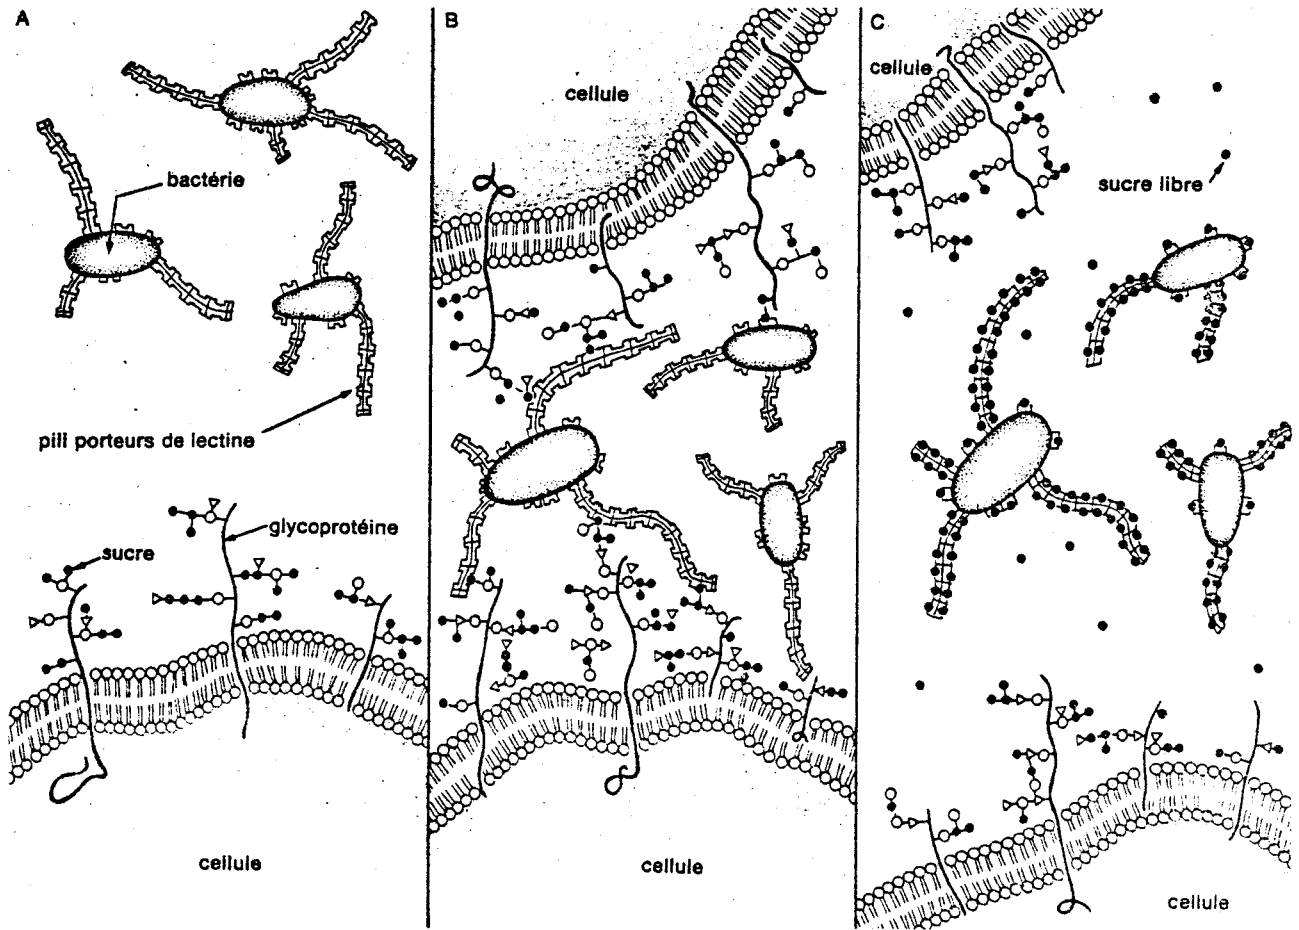 A
bactérie
pili porteurs de lectine
glycoprotéine
sucre
cellule
B
cellule
cellule
C
cellule
sucre libre
cellule